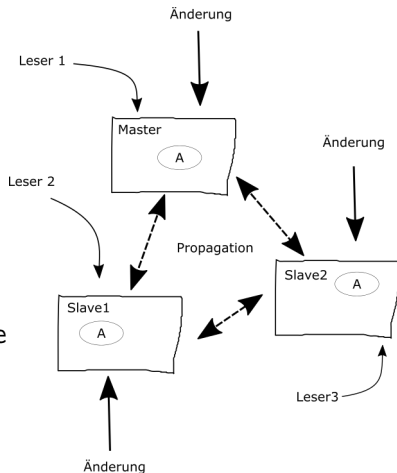 Änderung
Leser 1
Master
A
Änderung
Leser 2
Propagation
Slave2
A
Slave1
A
e
Leser3
Änderung